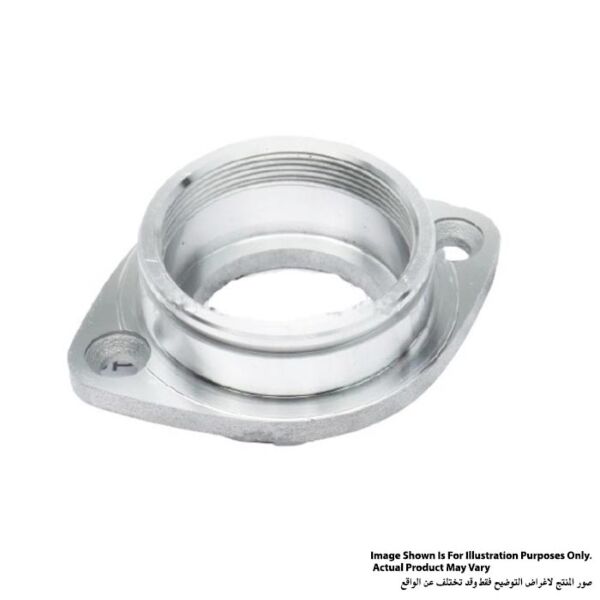 Image Shown Is For Illustration Purposes Only.
Actual Product May Vary
صور المنتج لاغراض التوضيح فقط وقد تختلف عن الواقع